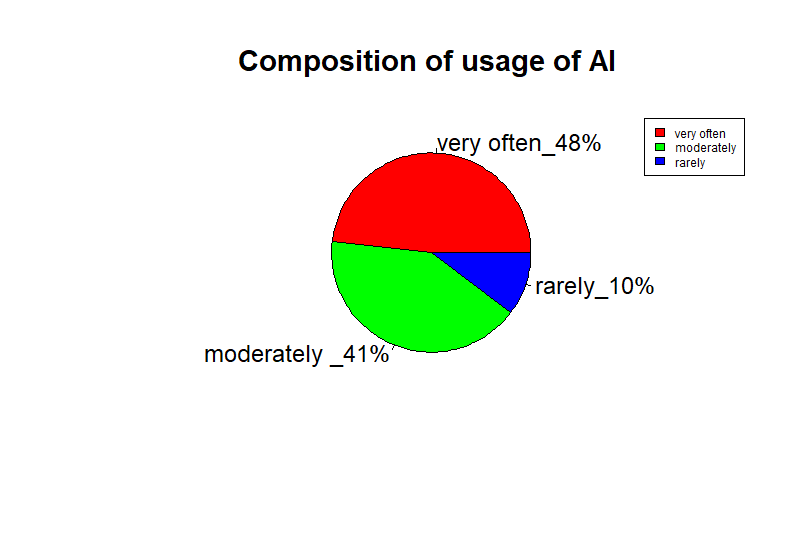 Composition of usage of AI
very often_48%
very often
moderately
rarely
rarely_10%
moderately _41%